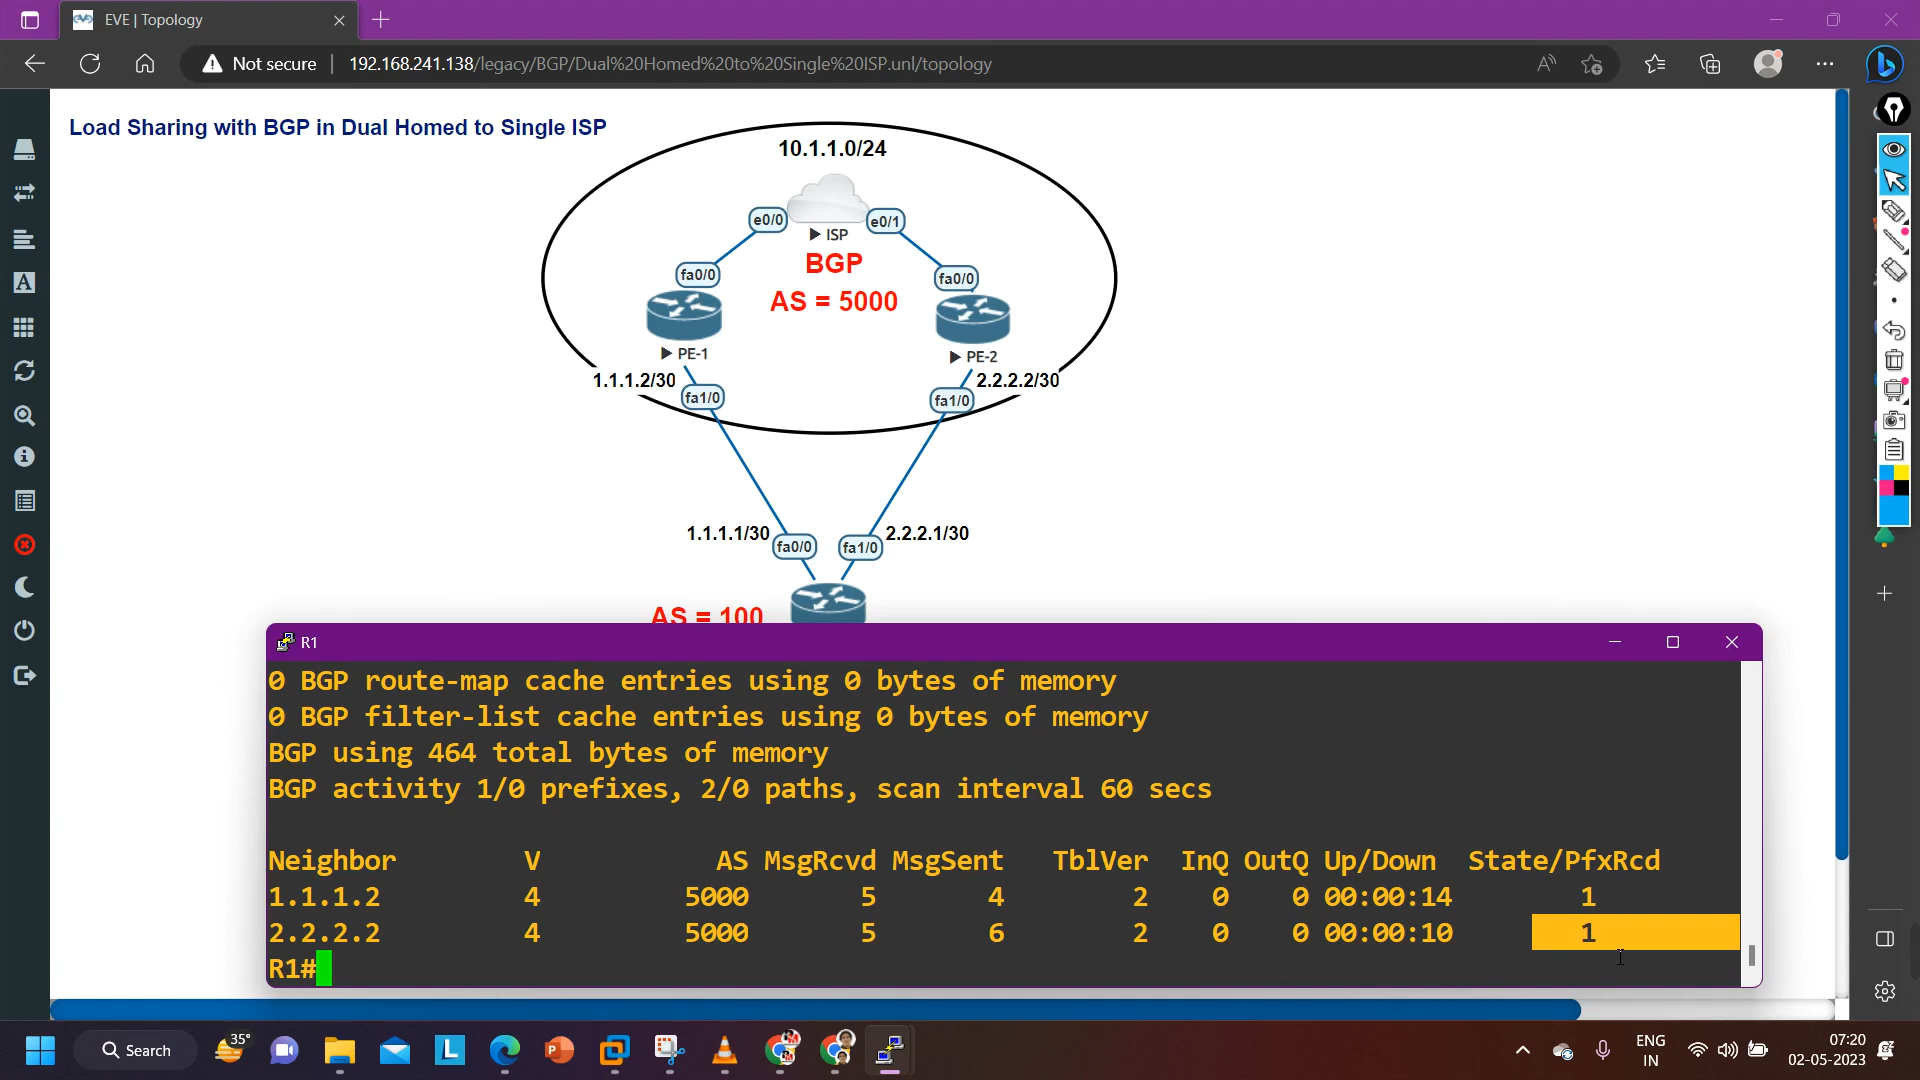 EVE | Topology
Not secure | 192.168.241.138/legacy/BGP/Dual%20Homed%20to%20Single%20ISP.unl/topology
Load Sharing with BGP in Dual Homed to Single ISP
10.1.1.0/24
e0/0
e0/1
ISP
BGP
fa0/0
fa0/0
AS = 5000
PE-1
PE-2
1.1.1.2/30
2.2.2.2/30
fa1/0
fa1/0
1.1.1.1/30
2.2.2.1/30
fa0/0
fa1/0
AS = 100
R1
0 BGP route-map cache entries using 0 bytes of memory
0 BGP filter-list cache entries using 0 bytes of memory
BGP using 464 total bytes of memory
BGP activity 1/0 prefixes, 2/0 paths, scan interval 60 secs
Neighbor V AS MsgRcvd MsgSent TblVer InQ OutQ Up/Down State/PfxRcd
1.1.1.2 4 5000 5 4 2 0 0 00:00:14 1
2.2.2.2 4 5000 5 6 2 0 0 00:00:10 1
R1#
Search
35°
ENG
IN
07:20
02-05-2023